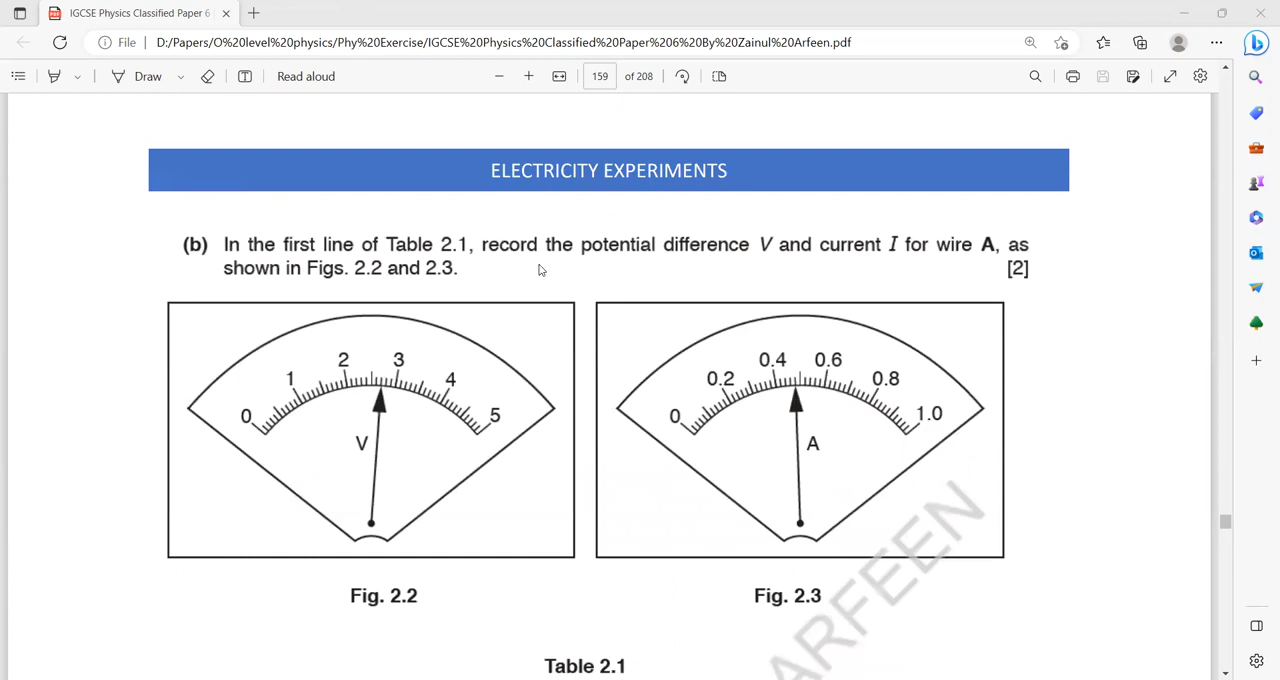 IGCSE Physics Classified Paper 6
File D:/Papers/O%20level%20physics/Phy%20Exercise/IGCSE%20Physics%20Classified%20Paper%206%20By%20Zainul%20Arfeen.pdf
Draw Read aloud 159 of 208
ELECTRICITY EXPERIMENTS
(b) In the first line of Table 2.1, record the potential difference V and current I for wire A, as
shown in Figs. 2.2 and 2.3. [2]
0 1 2 3 4 5
V
0 0.2 0.4 0.6 0.8 1.0
A
Fig. 2.2 Fig. 2.3
ARFEEN
Table 2.1